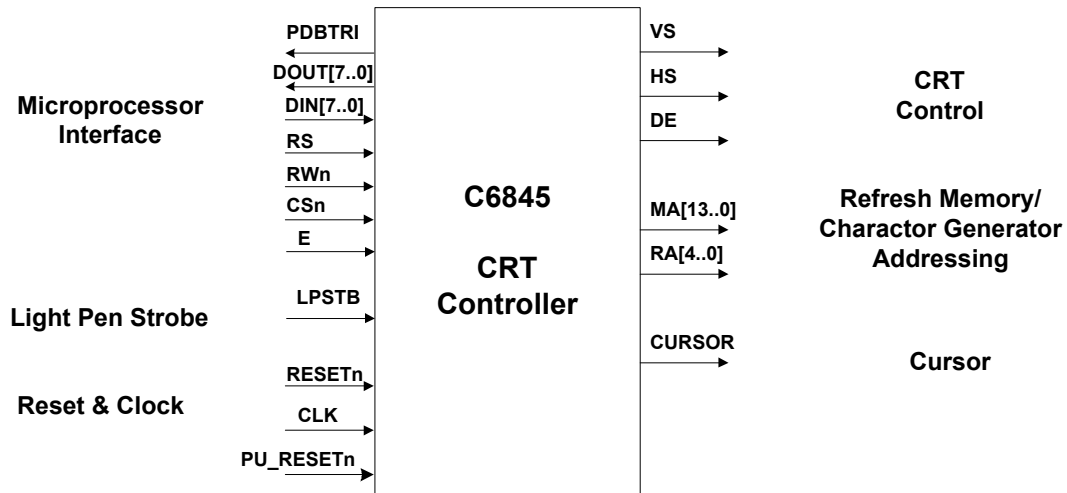 PDBTRI
DOUT[7..0]
DIN[7..0]
RS
RWn
CSn
E
Microprocessor
Interface
LPSTB
Light Pen Strobe
RESETn
CLK
PU_RESETn
Reset & Clock
C6845
CRT
Controller
VS
HS
DE
CRT
Control
MA[13..0]
RA[4..0]
Refresh Memory/
Charactor Generator
Addressing
CURSOR
Cursor